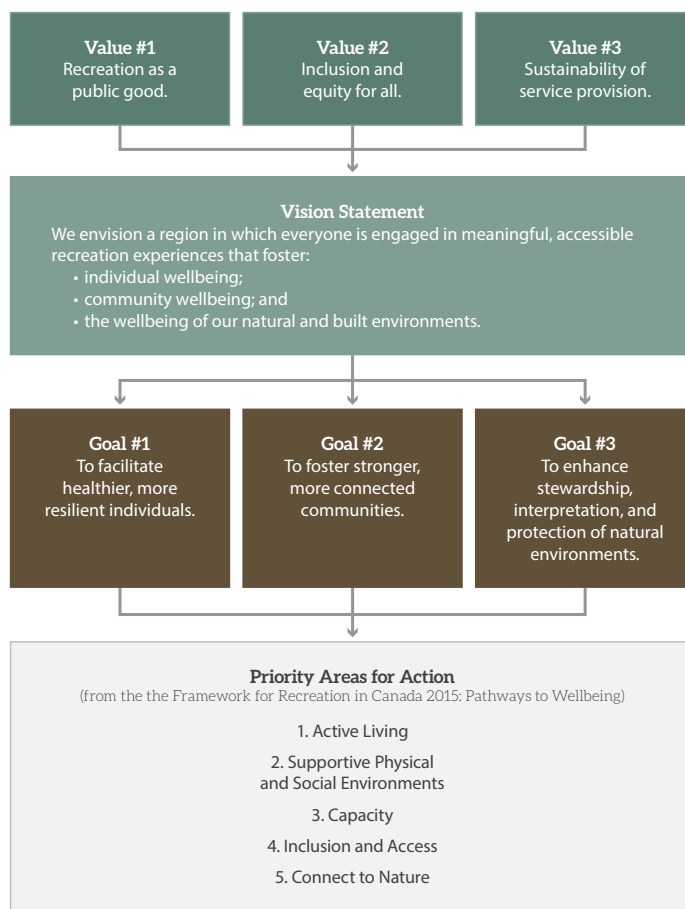 Value #1
Recreation as a
public good.
Value #2
Inclusion and
equity for all.
Value #3
Sustainability of
service provision.
Vision Statement
We envision a region in which everyone is engaged in meaningful, accessible
recreation experiences that foster:
• individual wellbeing;
• community wellbeing; and
• the wellbeing of our natural and built environments.
Goal #1
To facilitate
healthier, more
resilient individuals.
Goal #2
To foster stronger,
more connected
communities.
Goal #3
To enhance
stewardship,
interpretation, and
protection of natural
environments.
Priority Areas for Action
(from the the Framework for Recreation in Canada 2015: Pathways to Wellbeing)
1. Active Living
2. Supportive Physical
and Social Environments
3. Capacity
4. Inclusion and Access
5. Connect to Nature